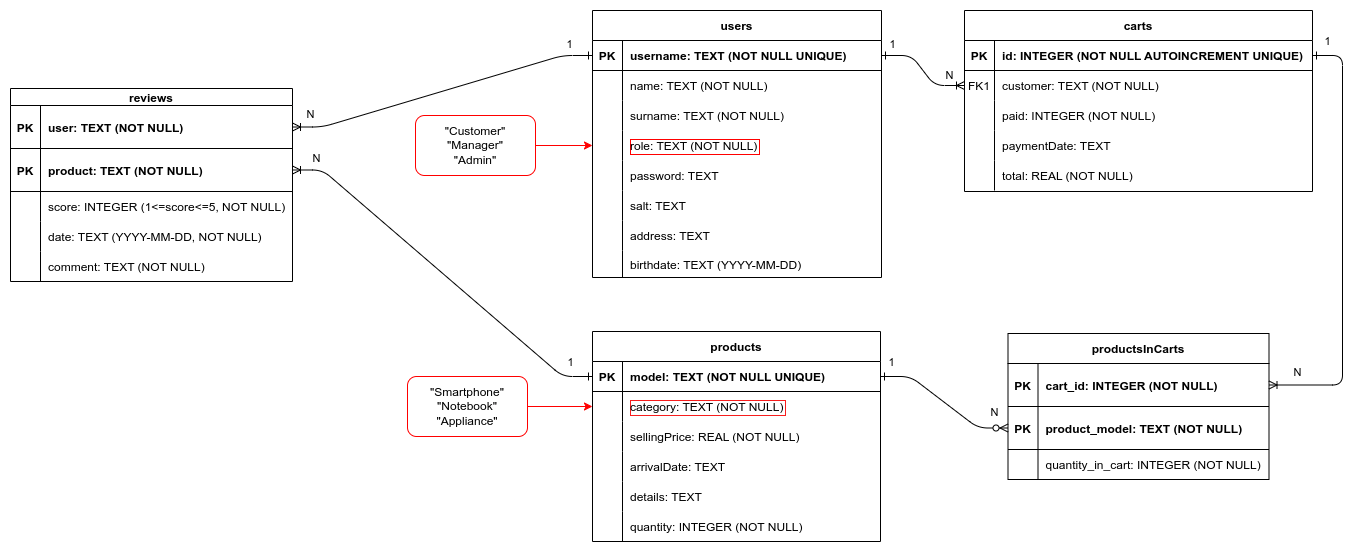 users
PK username: TEXT (NOT NULL UNIQUE)
name: TEXT (NOT NULL)
surname: TEXT (NOT NULL)
role: TEXT (NOT NULL)
password: TEXT
salt: TEXT
address: TEXT
birthdate: TEXT (YYYY-MM-DD)
carts
PK id: INTEGER (NOT NULL AUTOINCREMENT UNIQUE)
FK1 customer: TEXT (NOT NULL)
paid: INTEGER (NOT NULL)
paymentDate: TEXT
total: REAL (NOT NULL)
reviews
PK user: TEXT (NOT NULL)
PK product: TEXT (NOT NULL)
score: INTEGER (1<=score<=5, NOT NULL)
date: TEXT (YYYY-MM-DD, NOT NULL)
comment: TEXT (NOT NULL)
"Customer"
"Manager"
"Admin"
products
PK model: TEXT (NOT NULL UNIQUE)
category: TEXT (NOT NULL)
sellingPrice: REAL (NOT NULL)
arrivalDate: TEXT
details: TEXT
quantity: INTEGER (NOT NULL)
"Smartphone"
"Notebook"
"Appliance"
productsInCarts
PK cart_id: INTEGER (NOT NULL)
PK product_model: TEXT (NOT NULL)
quantity_in_cart: INTEGER (NOT NULL)
1
N
1
N
1
N
1
N
1
N